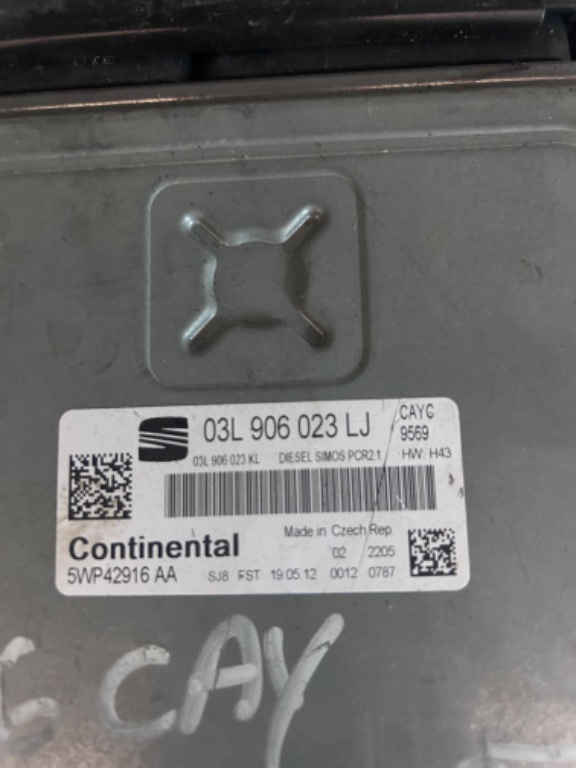 03L 906 023 LJ CAYC
9569
03L 906 023 KL DIESEL SIMOS PCR2.1 HW: H43
Continental Made in Czech Rep.
02 2205
5WP42916 AA SJ8 FST 19 05 12 0012 0787
CAY